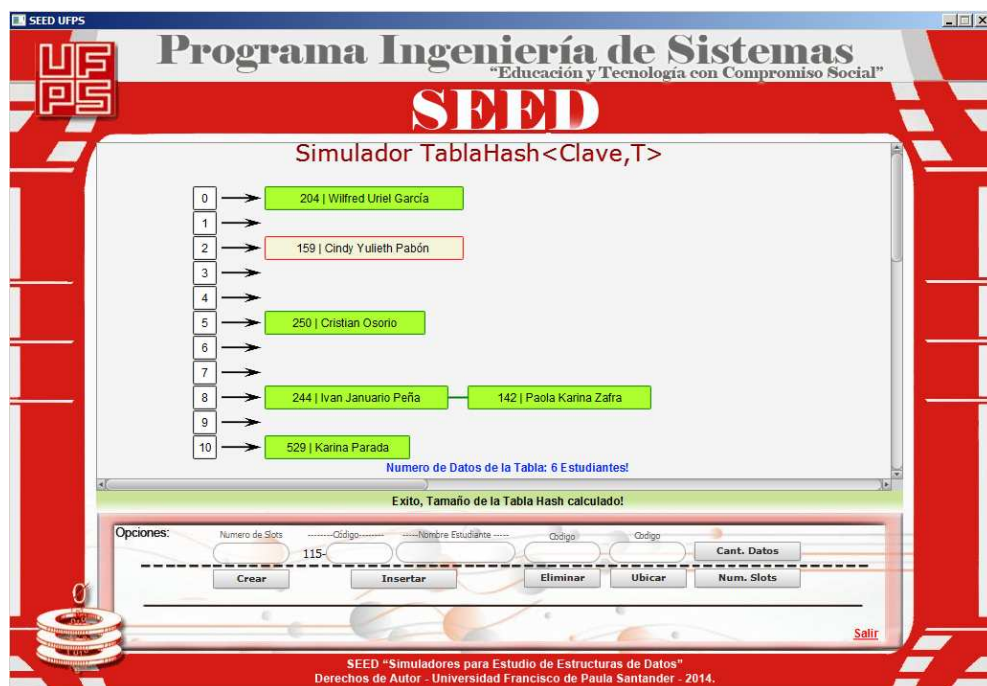 SEED UFPS
UFPS
Programa Ingeniería de Sistemas
“Educación y Tecnología con Compromiso Social”
SEED
Simulador TablaHash<Clave,T>
0 204 | Wilfred Uriel García
1
2 159 | Cindy Yulieth Pabón
3
4
5 250 | Cristian Osorio
6
7
8 244 | Ivan Januario Peña 142 | Paola Karina Zafra
9
10 529 | Karina Parada
Numero de Datos de la Tabla: 6 Estudiantes!
Exito, Tamaño de la Tabla Hash calculado!
Opciones: Numero de Slots --------Código-------- -----Nombre Estudiante ----- Código Código
115- Cant. Datos
Crear Insertar Eliminar Ubicar Num. Slots
Salir
SEED “Simuladores para Estudio de Estructuras de Datos”
Derechos de Autor - Universidad Francisco de Paula Santander - 2014.